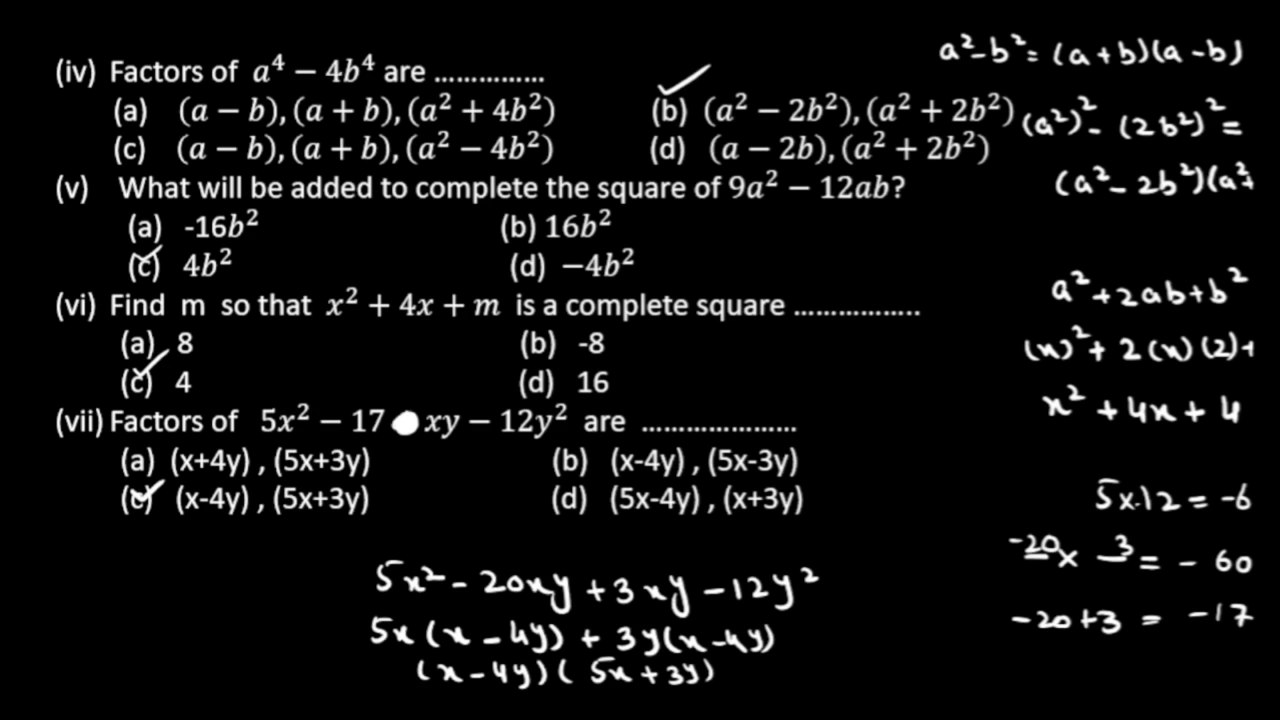 a²-b²= (a+b)(a-b)
(iv) Factors of a⁴ − 4b⁴ are ...............
(a) (a − b), (a + b), (a² + 4b²) (b) (a² − 2b²), (a² + 2b²)
(a²)² - (2b²)² =
(c) (a − b), (a + b), (a² − 4b²) (d) (a − 2b), (a² + 2b²)
(v) What will be added to complete the square of 9a² − 12ab?
(a²- 2b²)(a²+
(a) -16b² (b) 16b²
(c) 4b² (d) −4b²
a²+2ab+b²
(vi) Find m so that x² + 4x + m is a complete square .................
(a) 8 (b) -8
(x)²+ 2(x)(2)+
(c) 4 (d) 16
x² + 4x + 4
(vii) Factors of 5x² − 17 xy − 12y² are .....................
(a) (x+4y) , (5x+3y) (b) (x-4y) , (5x-3y)
(c) (x-4y) , (5x+3y) (d) (5x-4y) , (x+3y)
5x-12 = -6
-20 x 3 = - 60
5x² - 20xy + 3xy - 12y²
-20+3 = -17
5x (x - 4y) + 3y(x-4y)
(x-4y) ( 5x + 3y)